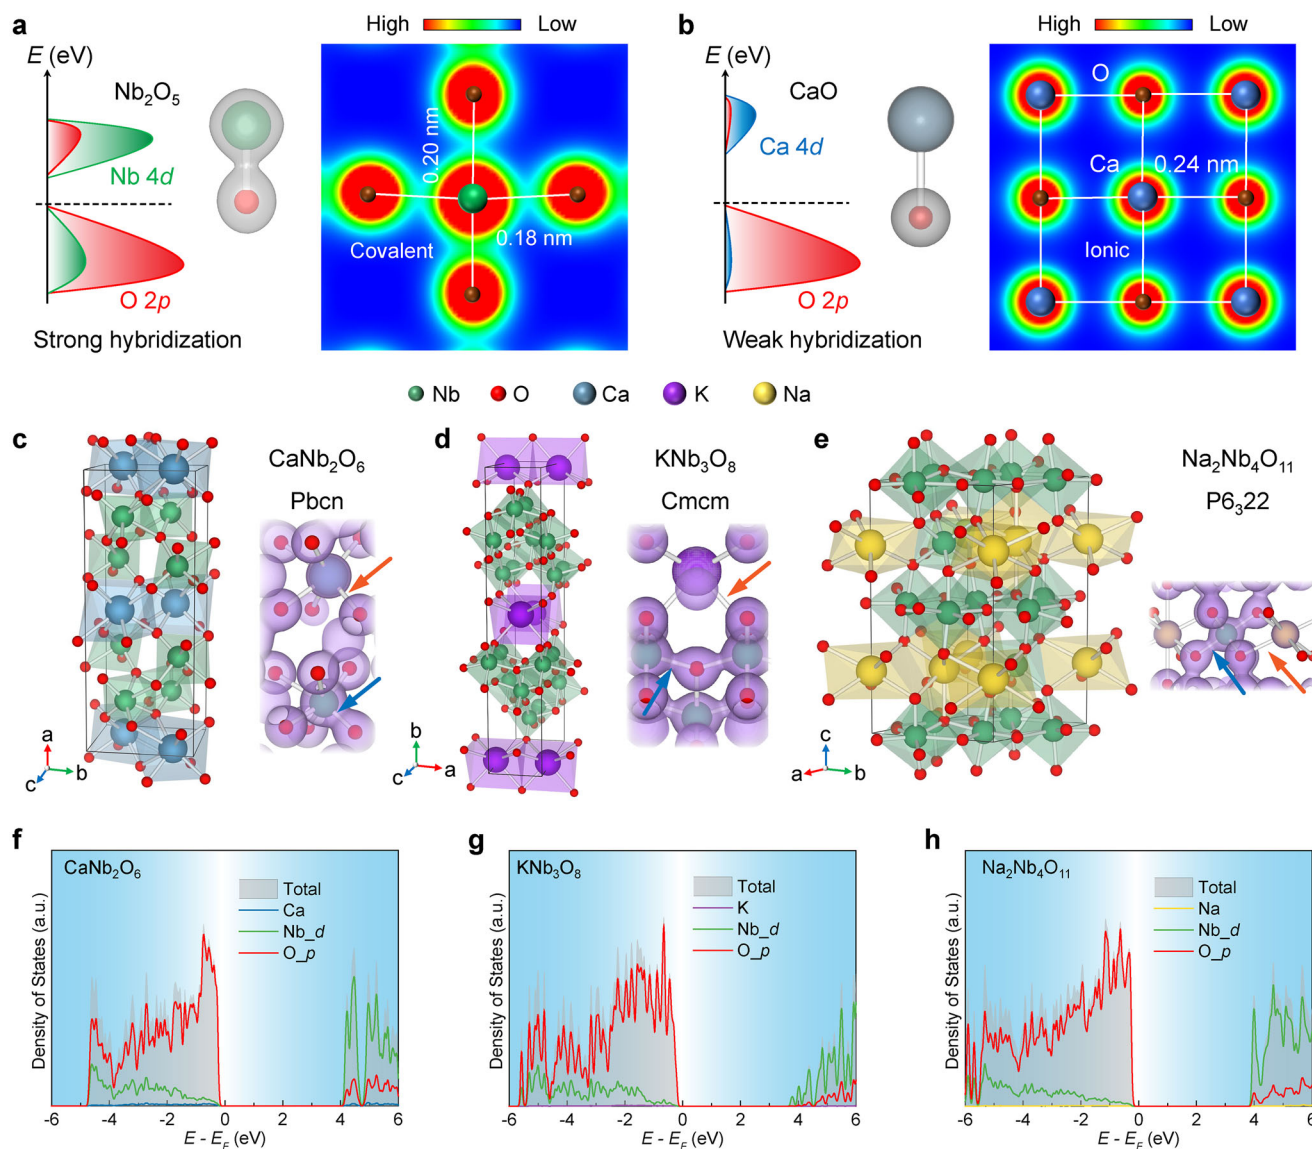 a
High Low
E (eV)
Nb₂O₅
Nb 4d
O 2p
Strong hybridization
0.20 nm
0.18 nm
Covalent
b
High Low
E (eV)
CaO
Ca 4d
O 2p
Weak hybridization
O
Ca
0.24 nm
Ionic
Nb O Ca K Na
c
CaNb₂O₆
Pbcn
a
b
c
d
KNb₃O₈
Cmcm
b
a
c
e
Na₂Nb₄O₁₁
P6₃22
c
a
b
f
CaNb₂O₆
Total
Ca
Nb_d
O_p
Density of States (a.u.)
-6 -4 -2 0 2 4 6
E - E_F (eV)
g
KNb₃O₈
Total
K
Nb_d
O_p
Density of States (a.u.)
-6 -4 -2 0 2 4 6
E - E_F (eV)
h
Na₂Nb₄O₁₁
Total
Na
Nb_d
O_p
Density of States (a.u.)
-6 -4 -2 0 2 4 6
E - E_F (eV)